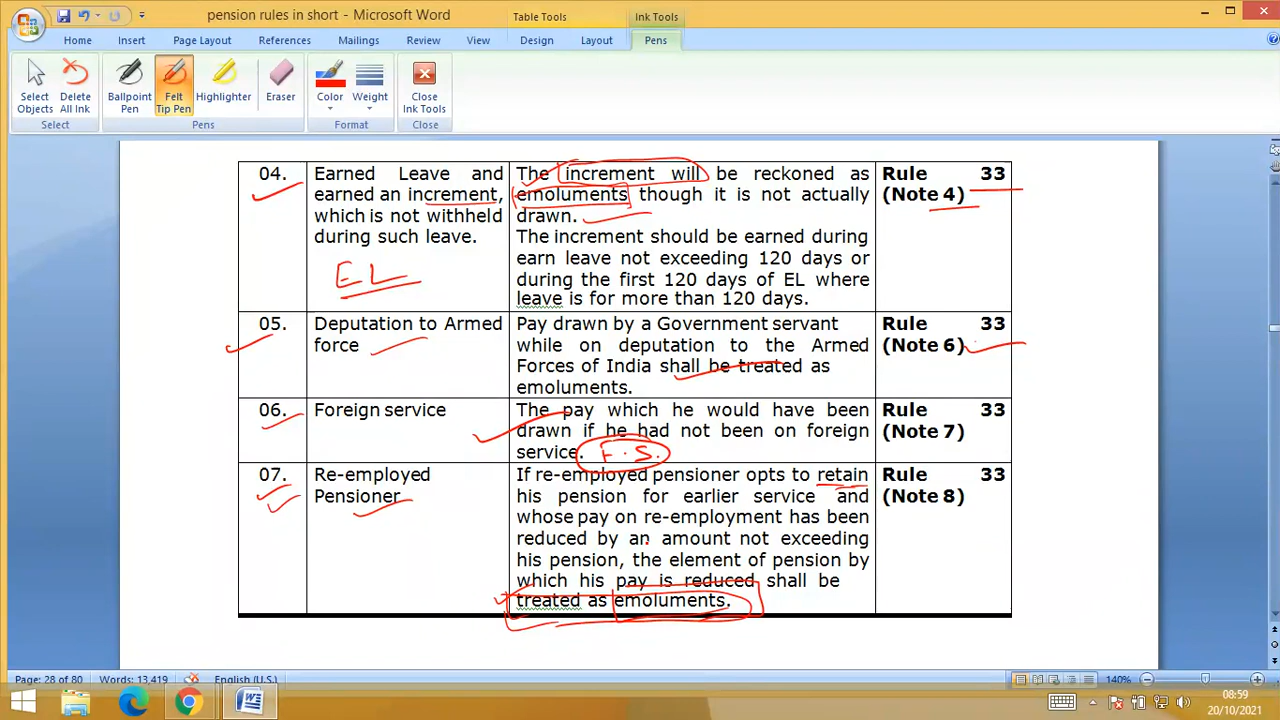 pension rules in short - Microsoft Word
Table Tools
Ink Tools
Home Insert Page Layout References Mailings Review View Design Layout Pens
Select Objects
Delete All Ink
Ballpoint Pen
Felt Tip Pen
Highlighter
Eraser
Color
Weight
Close Ink Tools
Select Pens Format Close
04.
Earned Leave and
earned an increment,
which is not withheld
during such leave.
EL
The increment will be reckoned as
emoluments though it is not actually
drawn.
The increment should be earned during
earn leave not exceeding 120 days or
during the first 120 days of EL where
leave is for more than 120 days.
Rule 33
(Note 4)
05.
Deputation to Armed
force
Pay drawn by a Government servant
while on deputation to the Armed
Forces of India shall be treated as
emoluments.
Rule 33
(Note 6)
06.
Foreign service
The pay which he would have been
drawn if he had not been on foreign
service. F.S.
Rule 33
(Note 7)
07.
Re-employed
Pensioner
If re-employed pensioner opts to retain
his pension for earlier service and
whose pay on re-employment has been
reduced by an amount not exceeding
his pension, the element of pension by
which his pay is reduced shall be
treated as emoluments.
Rule 33
(Note 8)
Page: 28 of 80 Words: 13,419 English (U.S.) 140%
08:59
20/10/2021